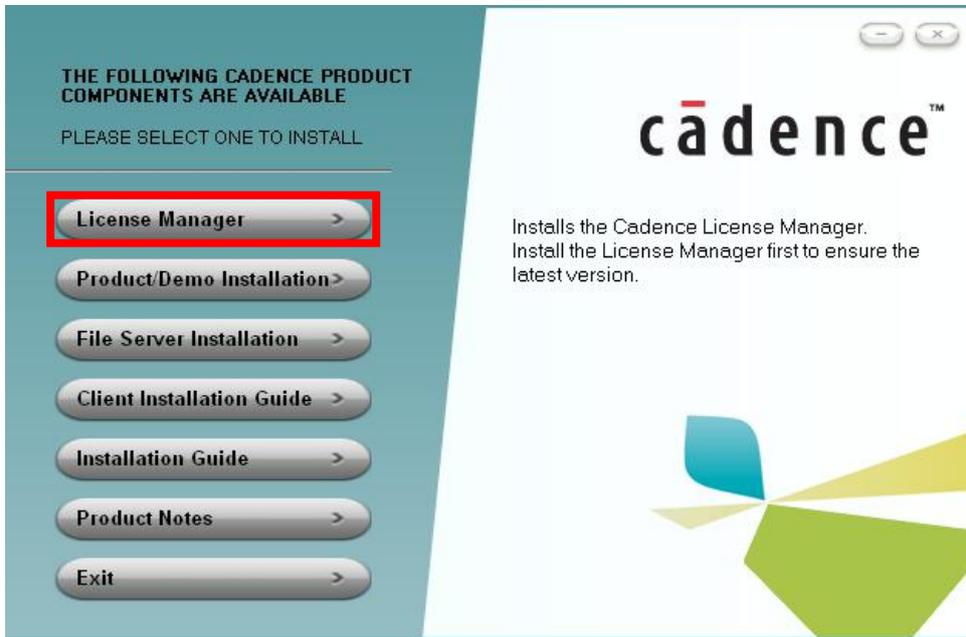 THE FOLLOWING CADENCE PRODUCT
COMPONENTS ARE AVAILABLE
PLEASE SELECT ONE TO INSTALL
License Manager >
Product/Demo Installation >
File Server Installation >
Client Installation Guide >
Installation Guide >
Product Notes >
Exit >
cādence™
Installs the Cadence License Manager.
Install the License Manager first to ensure the
latest version.